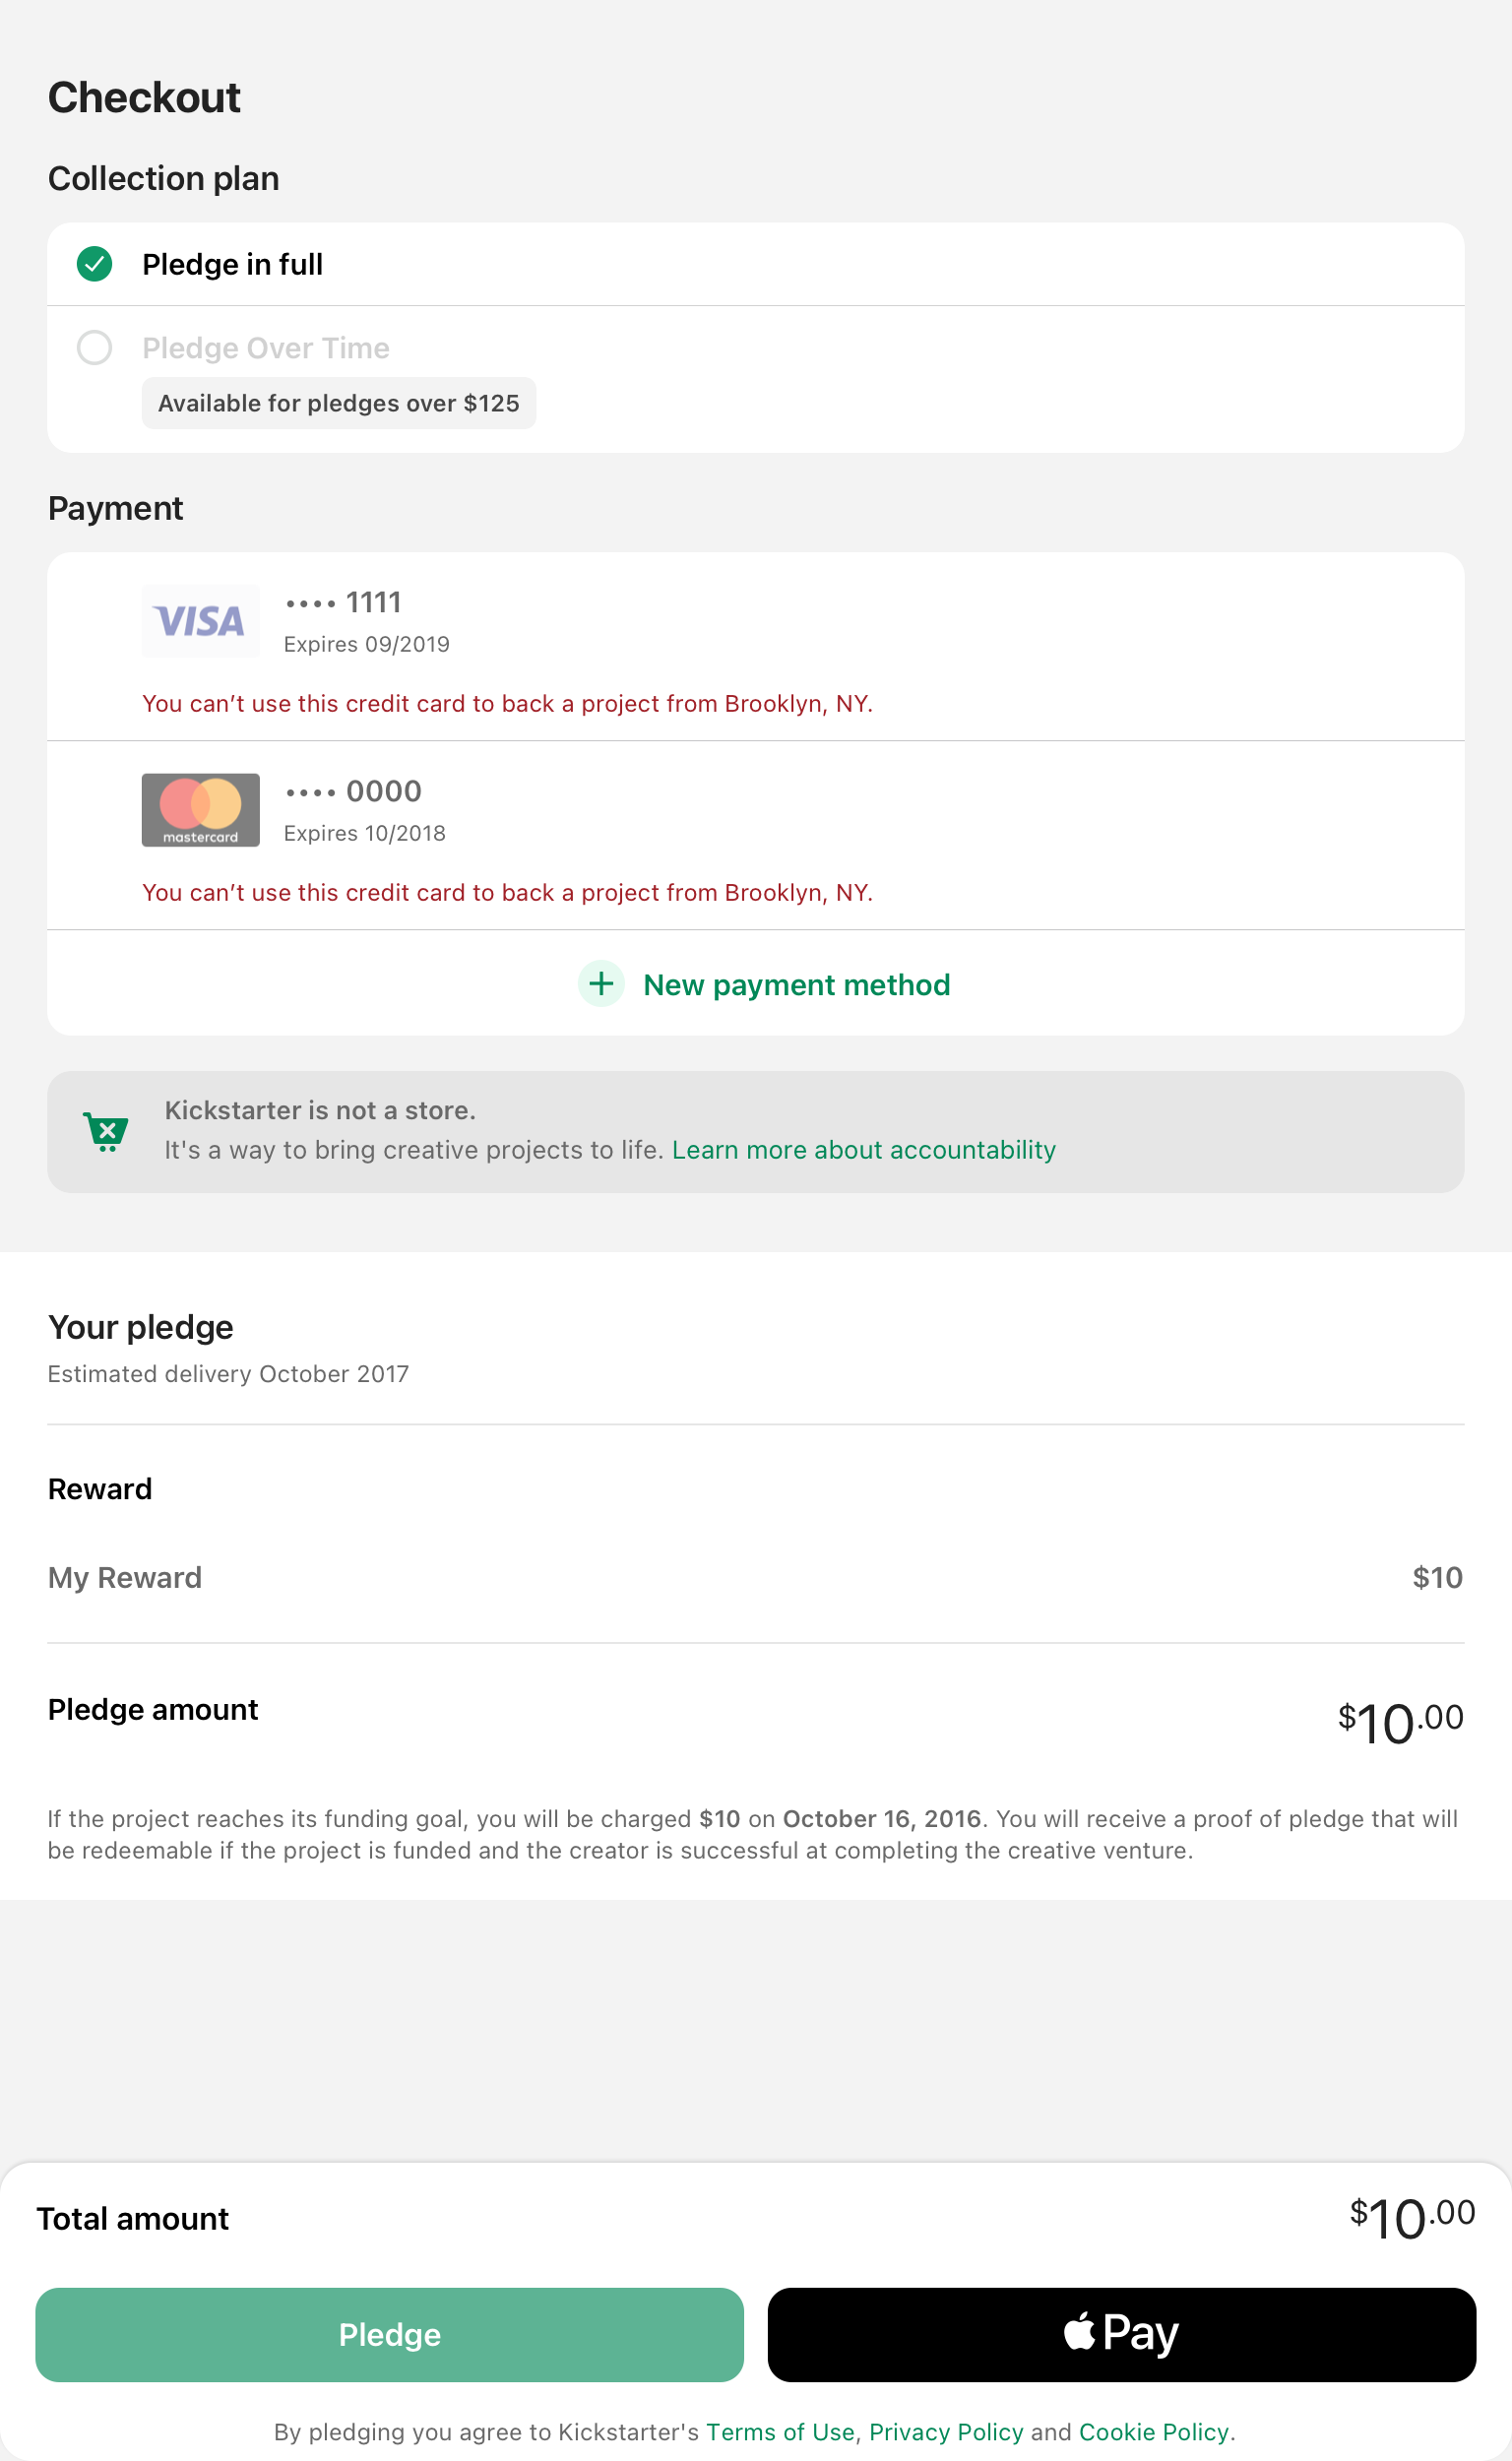 Checkout
Collection plan
Pledge in full
Pledge Over Time
Available for pledges over $125
Payment
VISA
•••• 1111
Expires 09/2019
You can’t use this credit card to back a project from Brooklyn, NY.
mastercard
•••• 0000
Expires 10/2018
You can’t use this credit card to back a project from Brooklyn, NY.
New payment method
Kickstarter is not a store.
It's a way to bring creative projects to life. Learn more about accountability
Your pledge
Estimated delivery October 2017
Reward
My Reward $10
Pledge amount $10.00
If the project reaches its funding goal, you will be charged $10 on October 16, 2016. You will receive a proof of pledge that will
be redeemable if the project is funded and the creator is successful at completing the creative venture.
Total amount $10.00
Pledge
Pay
By pledging you agree to Kickstarter's Terms of Use, Privacy Policy and Cookie Policy.